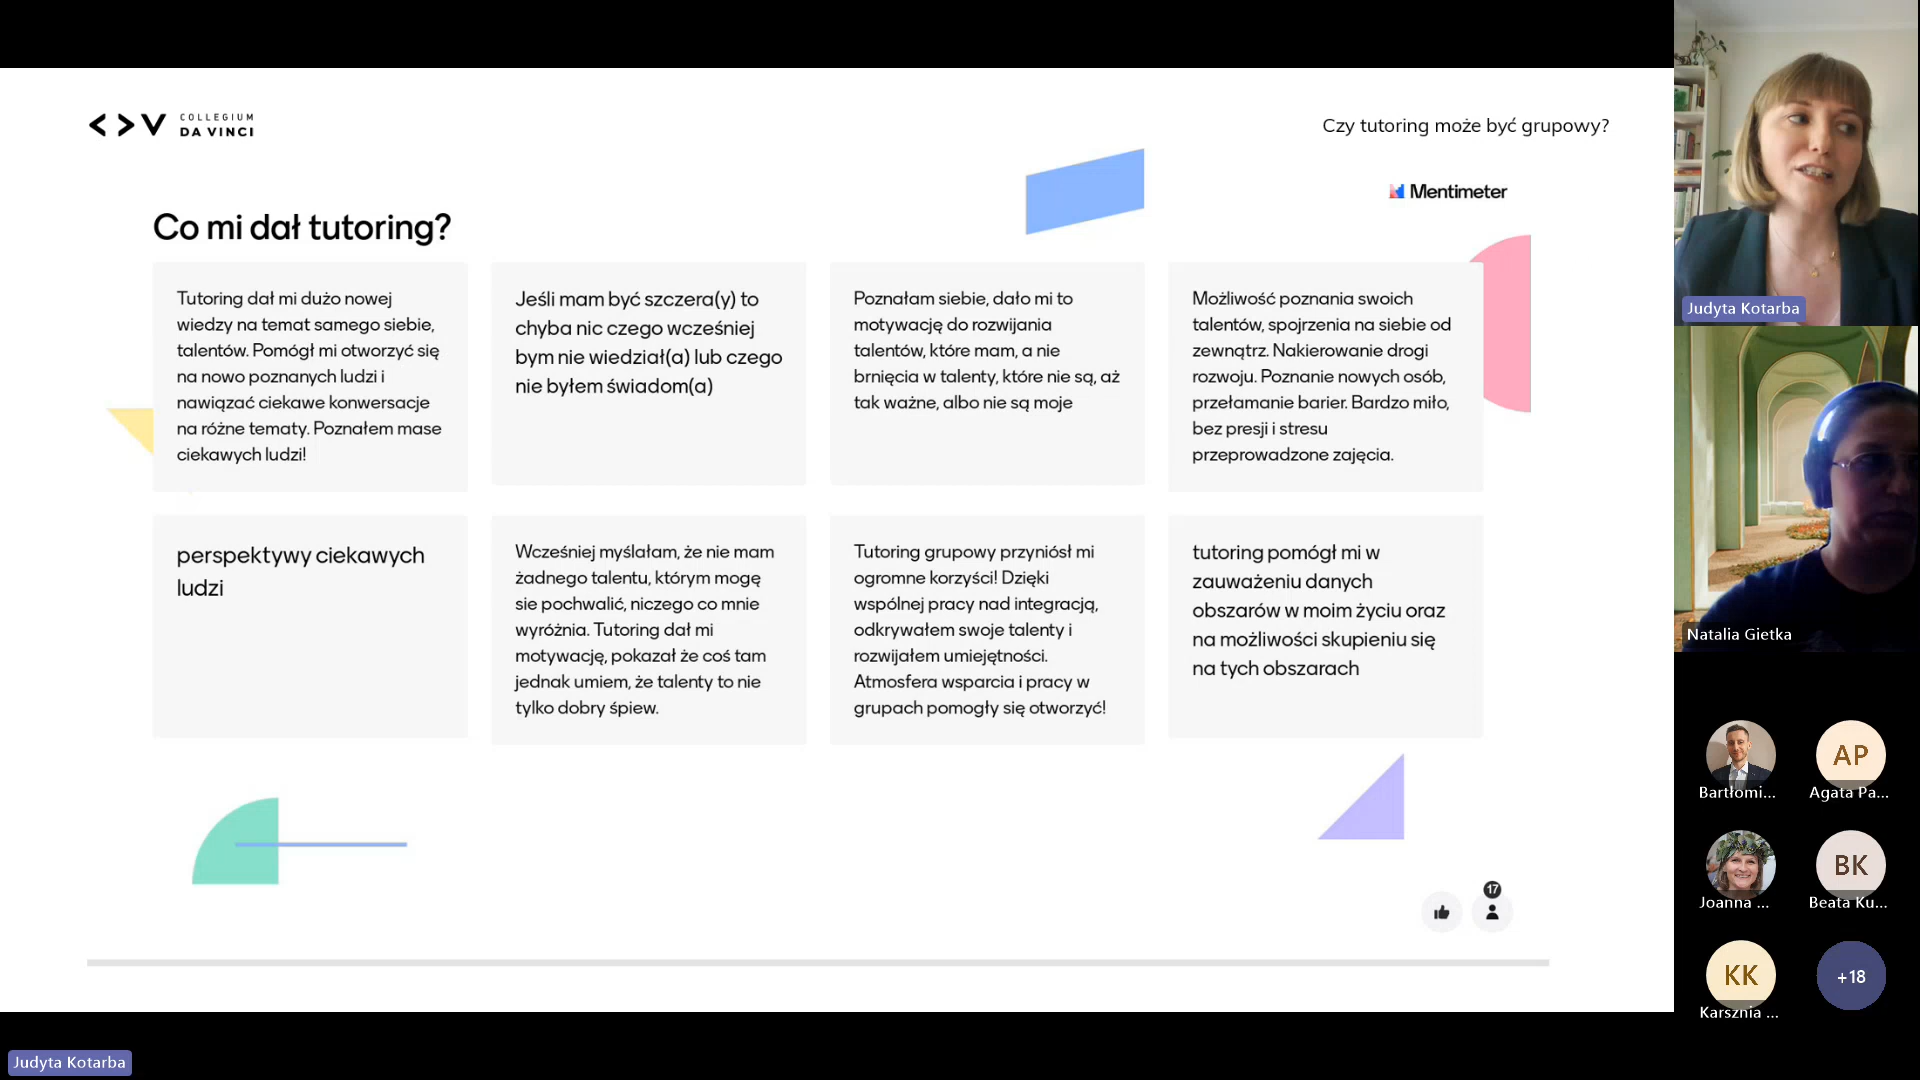 COLLEGIUM
DA VINCI
Czy tutoring może być grupowy?
Mentimeter
Co mi dał tutoring?
Tutoring dał mi dużo nowej
wiedzy na temat samego siebie,
talentów. Pomógł mi otworzyć się
na nowo poznanych ludzi i
nawiązać ciekawe konwersacje
na różne tematy. Poznałem mase
ciekawych ludzi!
Jeśli mam być szczera(y) to
chyba nic czego wcześniej
bym nie wiedział(a) lub czego
nie byłem świadom(a)
Poznałam siebie, dało mi to
motywację do rozwijania
talentów, które mam, a nie
brnięcia w talenty, które nie są, aż
tak ważne, albo nie są moje
Możliwość poznania swoich
talentów, spojrzenia na siebie od
zewnątrz. Nakierowanie drogi
rozwoju. Poznanie nowych osób,
przełamanie barier. Bardzo miło,
bez presji i stresu
przeprowadzone zajęcia.
perspektywy ciekawych
ludzi
Wcześniej myślałam, że nie mam
żadnego talentu, którym mogę
sie pochwalić, niczego co mnie
wyróżnia. Tutoring dał mi
motywację, pokazał że coś tam
jednak umiem, że talenty to nie
tylko dobry śpiew.
Tutoring grupowy przyniósł mi
ogromne korzyści! Dzięki
wspólnej pracy nad integracją,
odkrywałem swoje talenty i
rozwijałem umiejętności.
Atmosfera wsparcia i pracy w
grupach pomogły się otworzyć!
tutoring pomógł mi w
zauważeniu danych
obszarów w moim życiu oraz
na możliwości skupieniu się
na tych obszarach
17
Judyta Kotarba
Natalia Gietka
Bartłomi...
AP
Agata Pa...
Joanna ...
BK
Beata Ku...
KK
Karsznia ...
+18
Judyta Kotarba